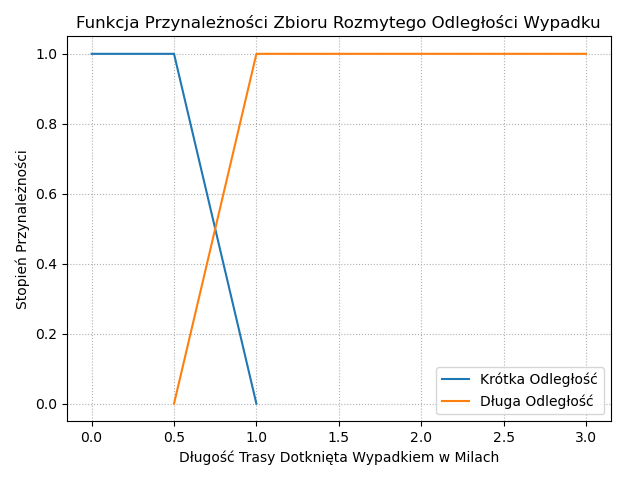 Funkcja Przynależności Zbioru Rozmytego Odległości Wypadku
Stopień Przynależności
1.0
0.8
0.6
0.4
0.2
0.0
0.0 0.5 1.0 1.5 2.0 2.5 3.0
Długość Trasy Dotknięta Wypadkiem w Milach
Krótka Odległość
Długa Odległość